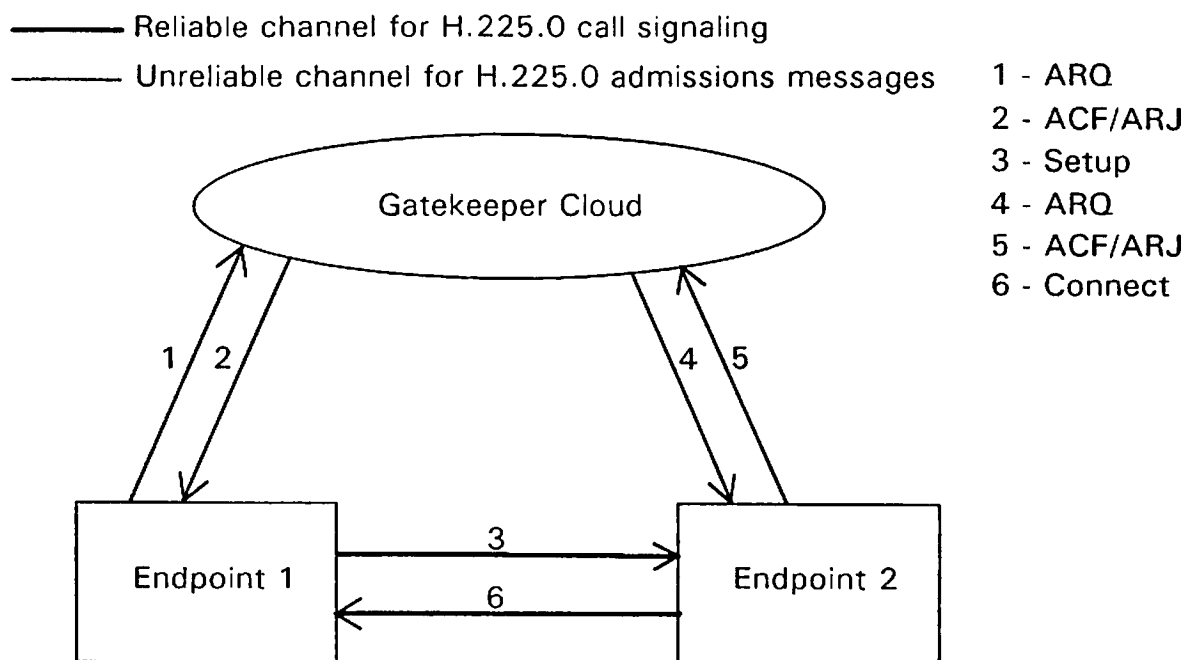 Reliable channel for H.225.0 call signaling
Unreliable channel for H.225.0 admissions messages
1 - ARQ
2 - ACF/ARJ
3 - Setup
4 - ARQ
5 - ACF/ARJ
6 - Connect
Gatekeeper Cloud
1
2
4
5
3
Endpoint 1
Endpoint 2
6